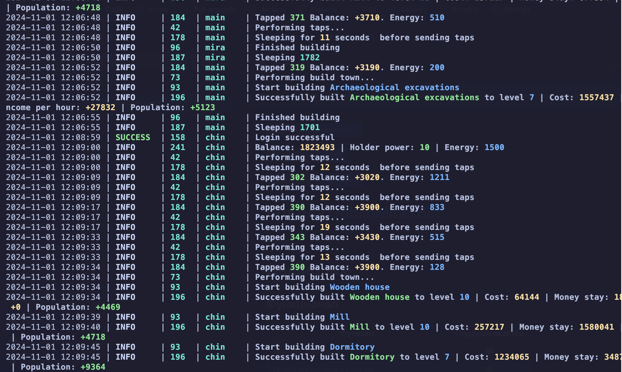 | Population: +4718
2024-11-01 12:06:48 | INFO | 184 | main | Tapped 371 Balance: +3710. Energy: 510
2024-11-01 12:06:48 | INFO | 42 | main | Performing taps...
2024-11-01 12:06:48 | INFO | 178 | main | Sleeping for 11 seconds before sending taps
2024-11-01 12:06:50 | INFO | 96 | mira | Finished building
2024-11-01 12:06:50 | INFO | 187 | mira | Sleeping 1782
2024-11-01 12:06:52 | INFO | 184 | main | Tapped 319 Balance: +3190. Energy: 200
2024-11-01 12:06:52 | INFO | 73 | main | Performing build town...
2024-11-01 12:06:52 | INFO | 93 | main | Start building Archaeological excavations
2024-11-01 12:06:52 | INFO | 196 | main | Successfully built Archaeological excavations to level 7 | Cost: 1557437 |
ncome per hour: +27832 | Population: +5123
2024-11-01 12:06:55 | INFO | 96 | main | Finished building
2024-11-01 12:06:55 | INFO | 187 | main | Sleeping 1701
2024-11-01 12:08:59 | SUCCESS | 158 | chin | Login successful
2024-11-01 12:09:00 | INFO | 241 | chin | Balance: 1823493 | Holder power: 10 | Energy: 1500
2024-11-01 12:09:00 | INFO | 42 | chin | Performing taps...
2024-11-01 12:09:00 | INFO | 178 | chin | Sleeping for 12 seconds before sending taps
2024-11-01 12:09:09 | INFO | 184 | chin | Tapped 302 Balance: +3020. Energy: 1211
2024-11-01 12:09:09 | INFO | 42 | chin | Performing taps...
2024-11-01 12:09:09 | INFO | 178 | chin | Sleeping for 12 seconds before sending taps
2024-11-01 12:09:17 | INFO | 184 | chin | Tapped 390 Balance: +3900. Energy: 833
2024-11-01 12:09:17 | INFO | 42 | chin | Performing taps...
2024-11-01 12:09:17 | INFO | 178 | chin | Sleeping for 19 seconds before sending taps
2024-11-01 12:09:33 | INFO | 184 | chin | Tapped 343 Balance: +3430. Energy: 515
2024-11-01 12:09:33 | INFO | 42 | chin | Performing taps...
2024-11-01 12:09:33 | INFO | 178 | chin | Sleeping for 13 seconds before sending taps
2024-11-01 12:09:34 | INFO | 184 | chin | Tapped 390 Balance: +3900. Energy: 128
2024-11-01 12:09:34 | INFO | 73 | chin | Performing build town...
2024-11-01 12:09:34 | INFO | 93 | chin | Start building Wooden house
2024-11-01 12:09:34 | INFO | 196 | chin | Successfully built Wooden house to level 10 | Cost: 64144 | Money stay: 18
+0 | Population: +4469
2024-11-01 12:09:39 | INFO | 93 | chin | Start building Mill
2024-11-01 12:09:40 | INFO | 196 | chin | Successfully built Mill to level 10 | Cost: 257217 | Money stay: 1580041
| Population: +4718
2024-11-01 12:09:45 | INFO | 93 | chin | Start building Dormitory
2024-11-01 12:09:45 | INFO | 196 | chin | Successfully built Dormitory to level 7 | Cost: 1234065 | Money stay: 3487
| Population: +9364